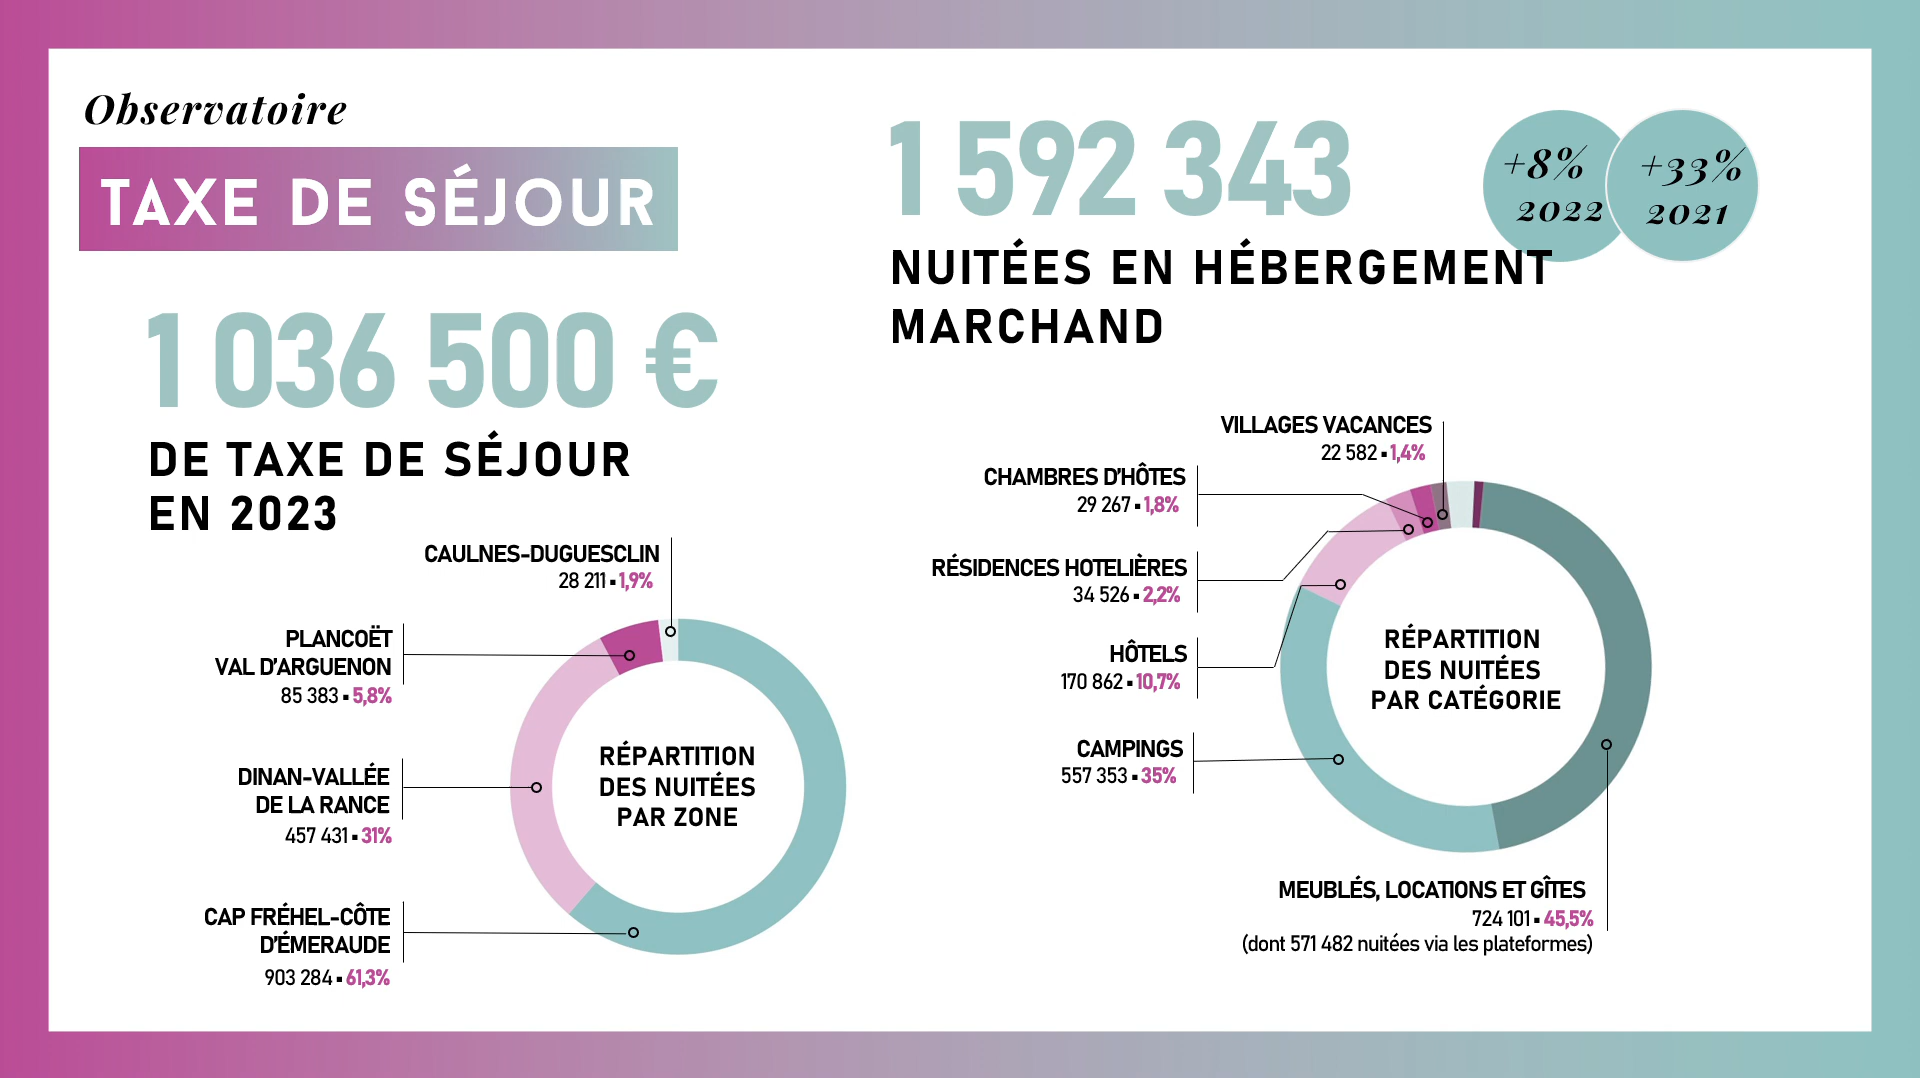 Observatoire
TAXE DE SÉJOUR
1 036 500 €
DE TAXE DE SÉJOUR
EN 2023
CAULNES-DUGUESCLIN
28 211 ▪ 1,9%
PLANCOËT
VAL D'ARGUENON
85 383 ▪ 5,8%
DINAN-VALLÉE
DE LA RANCE
457 431 ▪ 31%
CAP FRÉHEL-CÔTE
D'ÉMERAUDE
903 284 ▪ 61,3%
RÉPARTITION
DES NUITÉES
PAR ZONE
1 592 343
NUITÉES EN HÉBERGEMENT
MARCHAND
+8%
2022
+33%
2021
VILLAGES VACANCES
22 582 ▪ 1,4%
CHAMBRES D'HÔTES
29 267 ▪ 1,8%
RÉSIDENCES HOTELIÈRES
34 526 ▪ 2,2%
HÔTELS
170 862 ▪ 10,7%
CAMPINGS
557 353 ▪ 35%
RÉPARTITION
DES NUITÉES
PAR CATÉGORIE
MEUBLÉS, LOCATIONS ET GÎTES
724 101 ▪ 45,5%
(dont 571 482 nuitées via les plateformes)